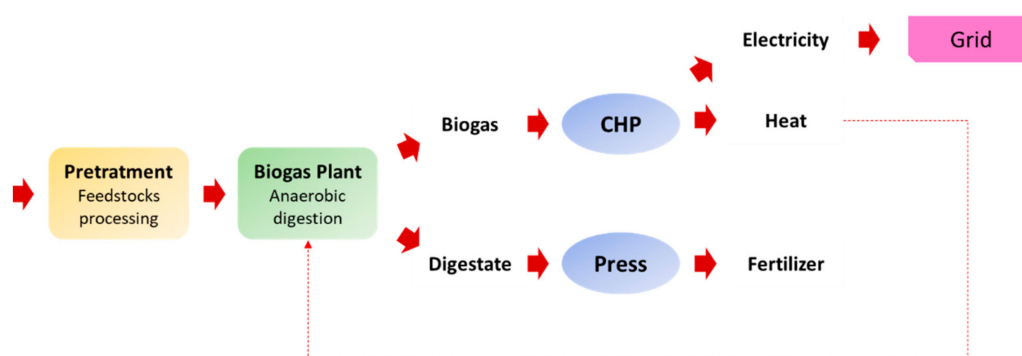 Electricity
Grid
Biogas
CHP
Heat
Pretratment
Feedstocks
processing
Biogas Plant
Anaerobic
digestion
Digestate
Press
Fertilizer